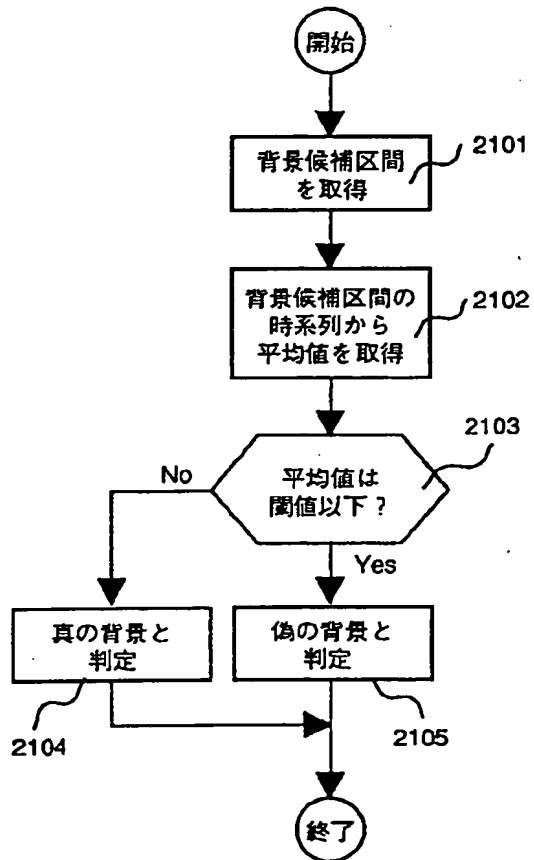 開始
背景候補区間
を取得
2101
背景候補区間の
時系列から
平均値を取得
2102
平均値は
閾値以下?
2103
No
Yes
真の背景と
判定
2104
偽の背景と
判定
2105
終了